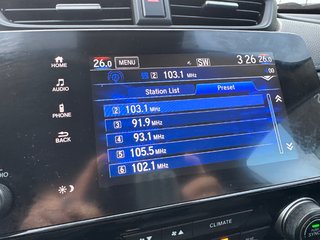 26.0 MENU SW 3 26 26.0
2 103.1 MHz
Station List Preset
HOME
AUDIO
PHONE
BACK
2 103.1 MHz
3 91.9 MHz
4 93.1 MHz
5 105.5 MHz
6 102.1 MHz
CLIMATE
SYNC